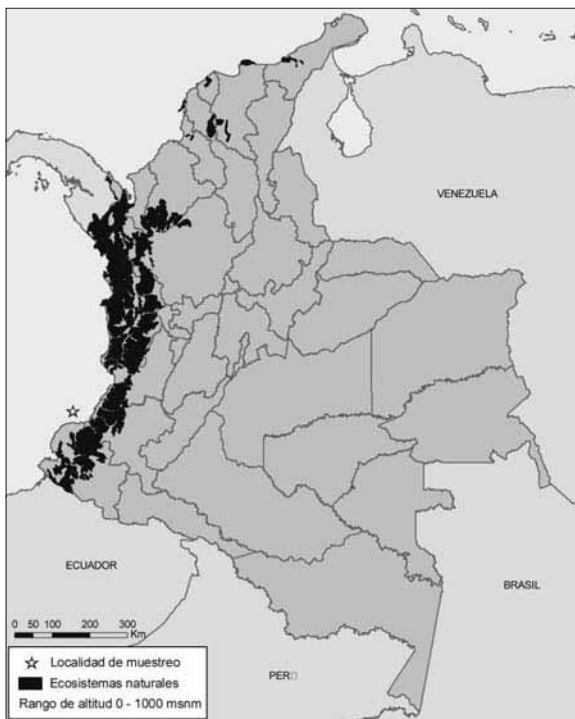 VENEZUELA
ECUADOR
BRASIL
0 50 100 200 300
Km
Localidad de muestreo
Ecosistemas naturales
Rango de altitud 0 - 1000 msnm
PER□